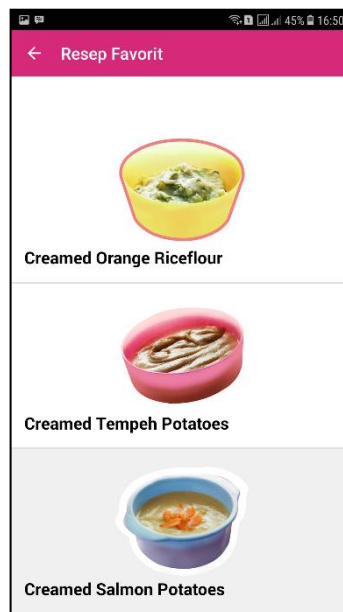 45% 16:50
Resep Favorit
Creamed Orange Riceflour
Creamed Tempeh Potatoes
Creamed Salmon Potatoes